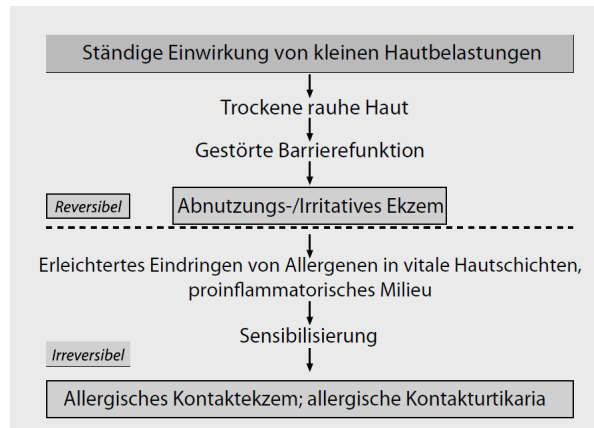 Ständige Einwirkung von kleinen Hautbelastungen
Trockene rauhe Haut
Gestörte Barrierefunktion
Reversibel
Abnutzungs-/Irritatives Ekzem
Erleichtertes Eindringen von Allergenen in vitale Hautschichten,
proinflammatorisches Milieu
Sensibilisierung
Irreversibel
Allergisches Kontaktekzem; allergische Kontakturtikaria